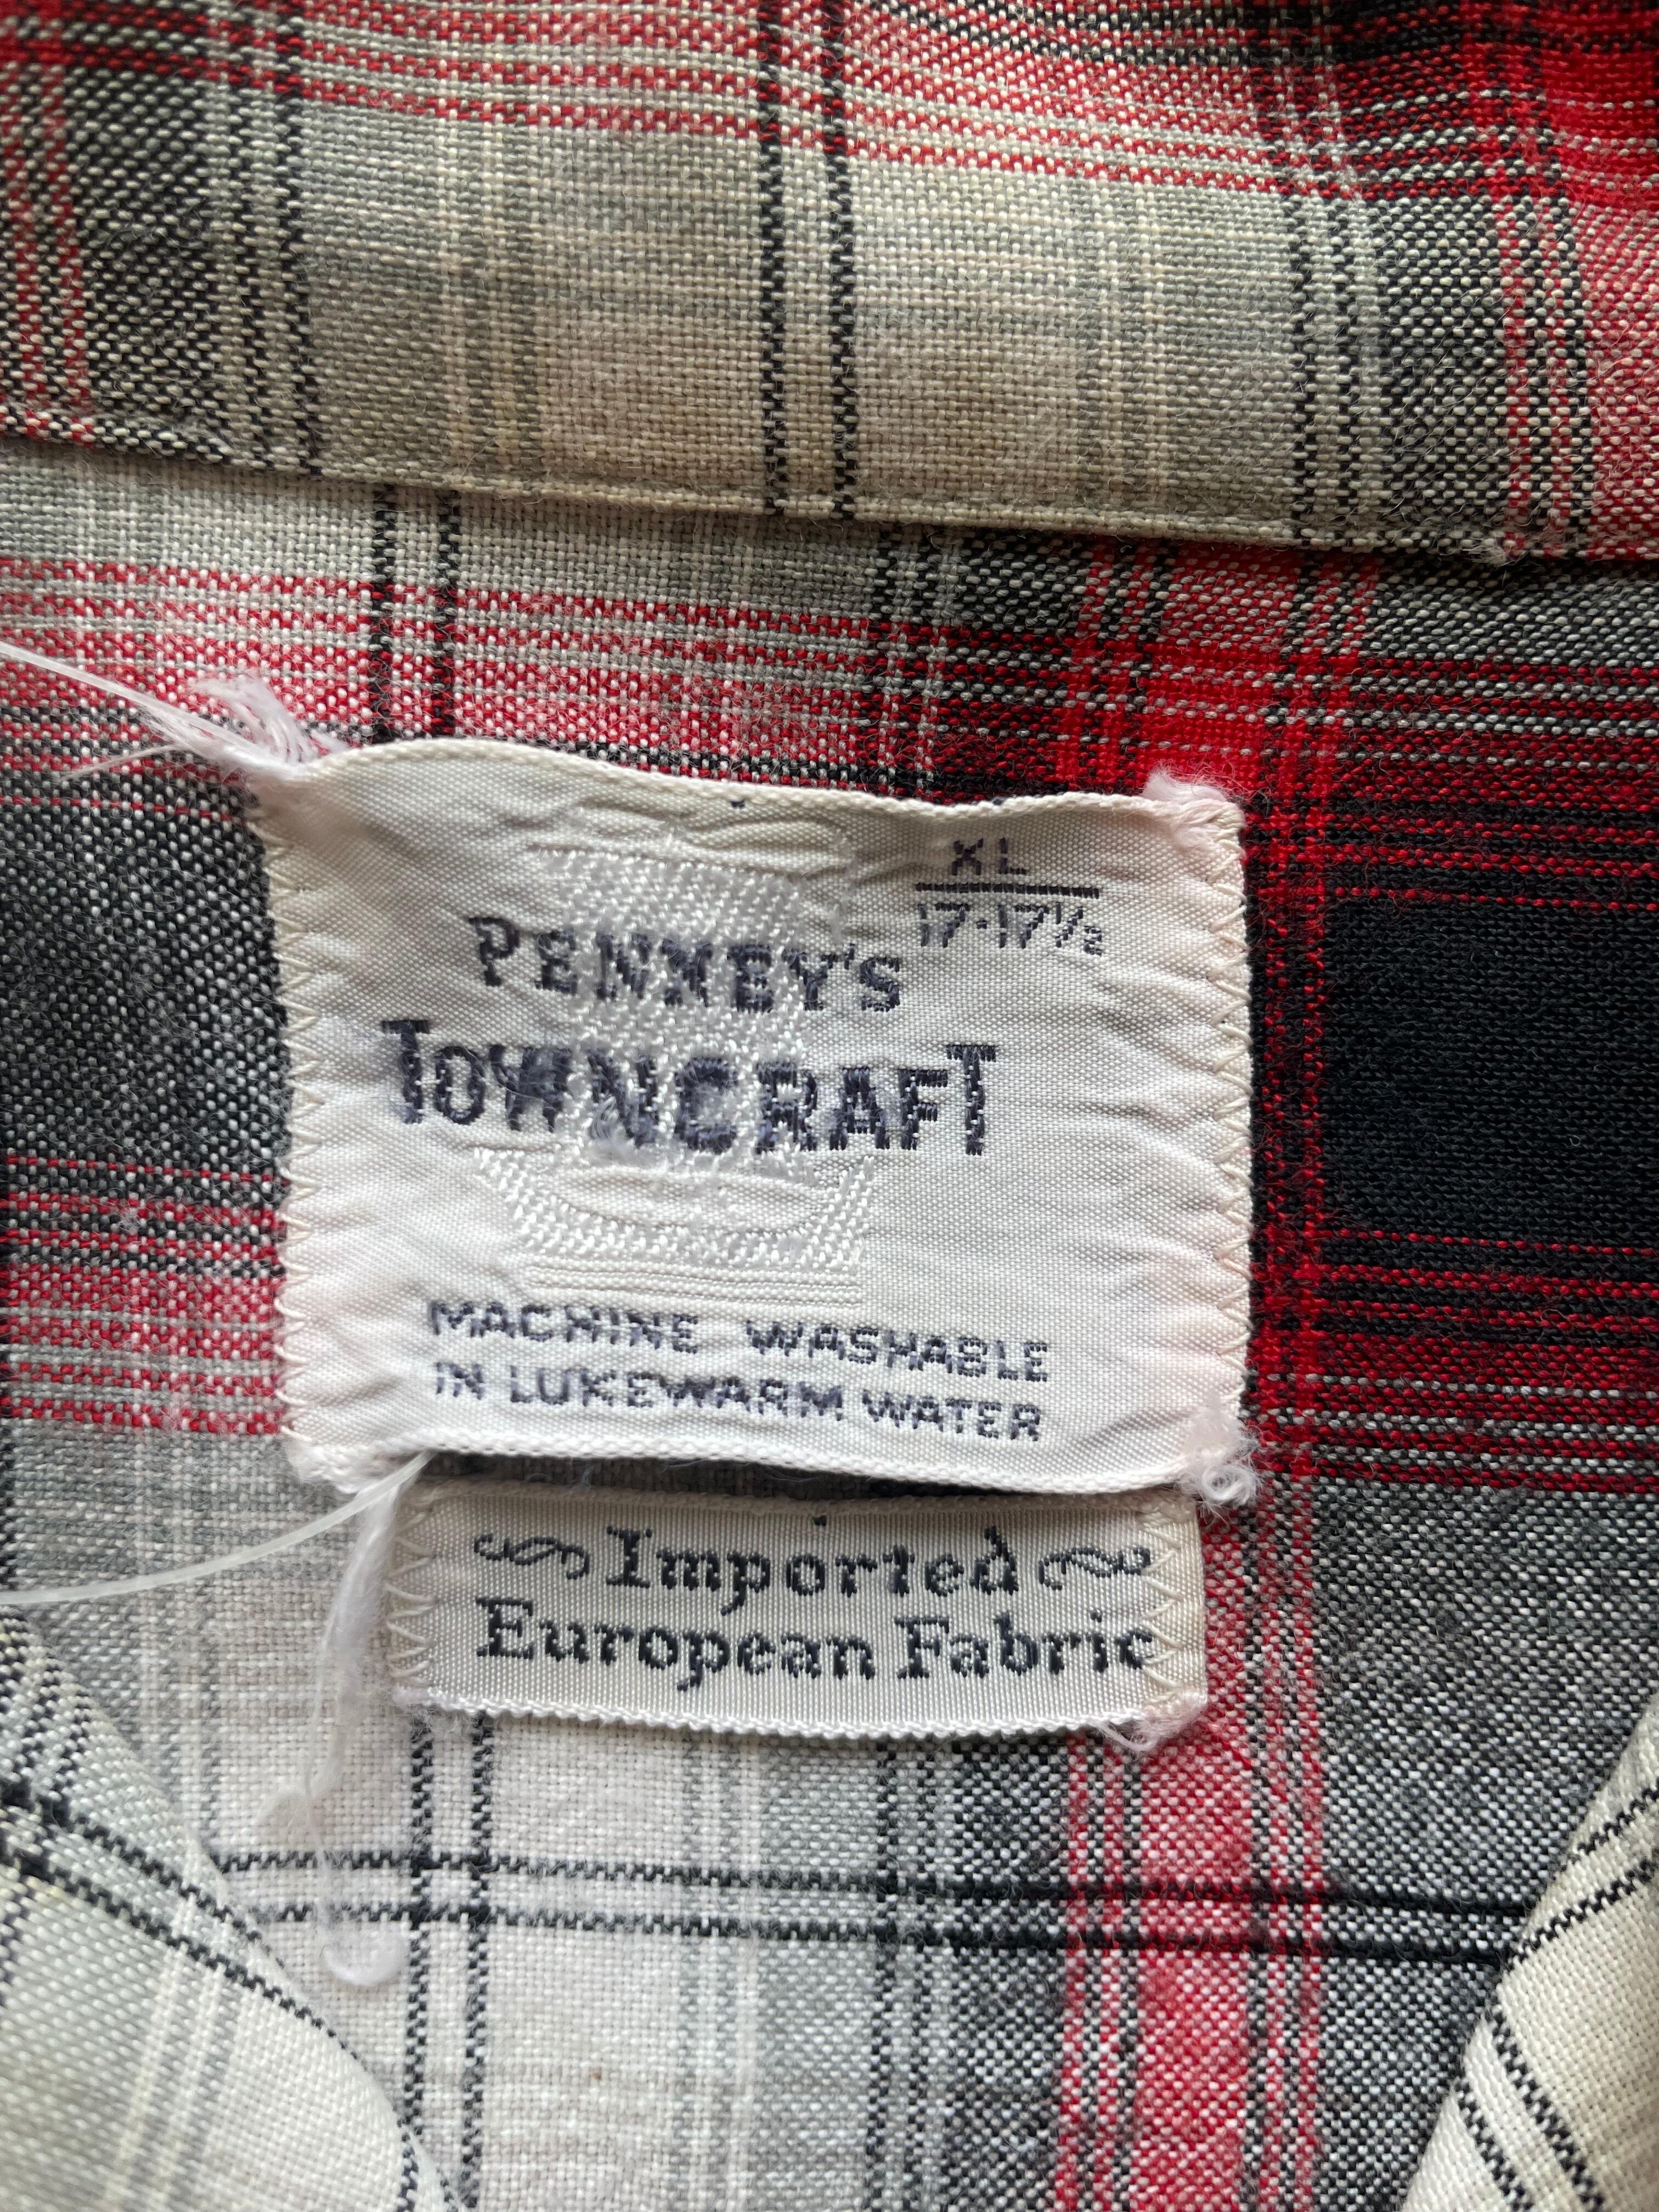 XL
17-17½
PENNEY'S
TOWNCRAFT
MACHINE WASHABLE
IN LUKEWARM WATER
Imported
European Fabric